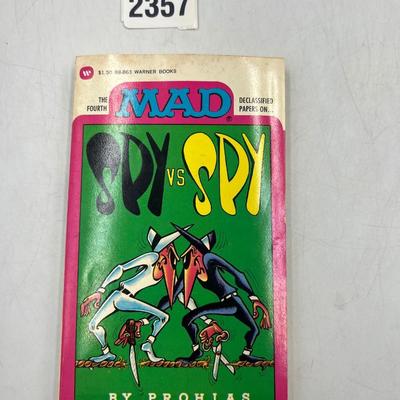 2357
W $1.50 88-863 WARNER BOOKS
THE FOURTH
MAD®
DECLASSIFIED PAPERS ON...
SPY VS SPY
BY PROHIAS